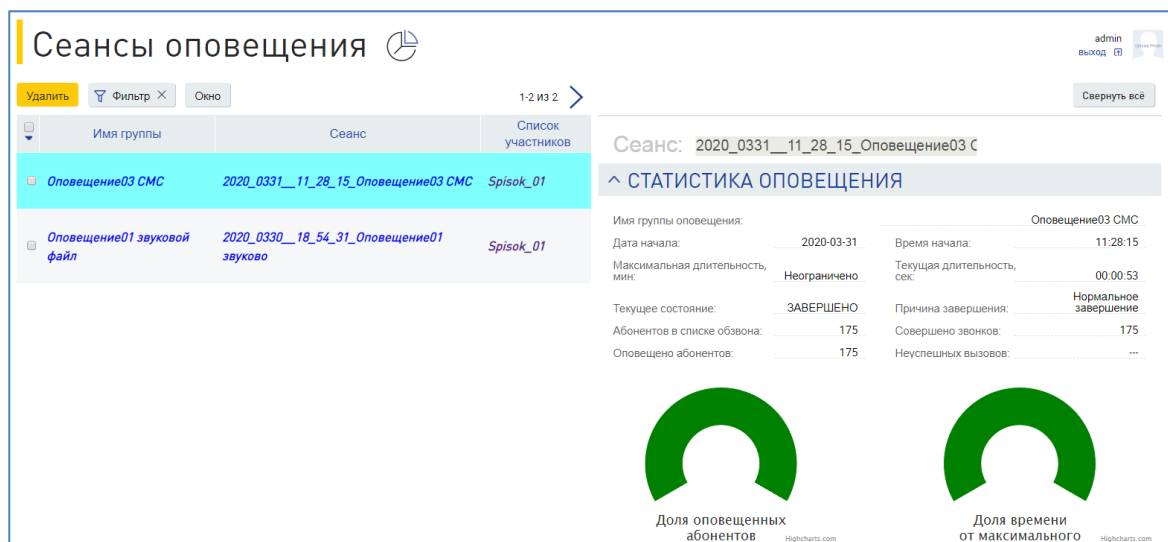 Сеансы оповещения
admin
выход
Удалить
Фильтр ×
Окно
1-2 из 2
Свернуть всё
Имя группы
Сеанс
Список
участников
Оповещение03 СМС
2020_0331__11_28_15_Оповещение03 СМС
Spisok_01
Оповещение01 звуковой
файл
2020_0330__18_54_31_Оповещение01
звуково
Spisok_01
Сеанс:
2020_0331__11_28_15_Оповещение03 С
СТАТИСТИКА ОПОВЕЩЕНИЯ
Имя группы оповещения:
Оповещение03 СМС
Дата начала:
2020-03-31
Время начала:
11:28:15
Максимальная длительность,
мин:
Неограничено
Текущая длительность,
сек:
00:00:53
Текущее состояние:
ЗАВЕРШЕНО
Причина завершения:
Нормальное
завершение
Абонентов в списке обзвона:
175
Совершено звонков:
175
Оповещено абонентов:
175
Неуспешных вызовов:
---
Доля оповещенных
абонентов
Highcharts.com
Доля времени
от максимального
Highcharts.com